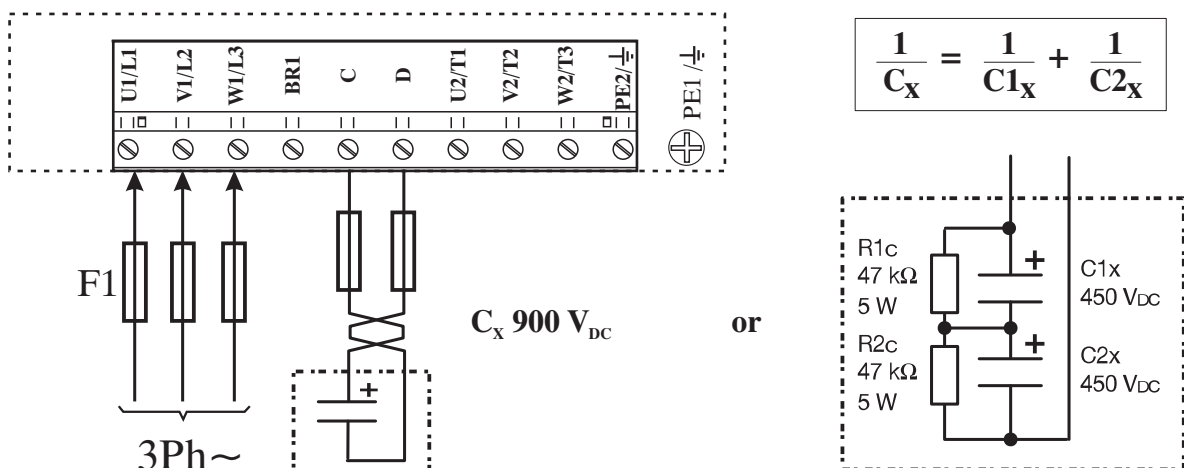 U1/L1 V1/L2 W1/L3 BR1 C D U2/T1 V2/T2 W2/T3 PE2/⏚ PE1/⏚
1/Cx = 1/C1x + 1/C2x
F1
3Ph~
+
Cx 900 VDC
or
R1c
47 kΩ
5 W
+
C1x
450 VDC
R2c
47 kΩ
5 W
+
C2x
450 VDC